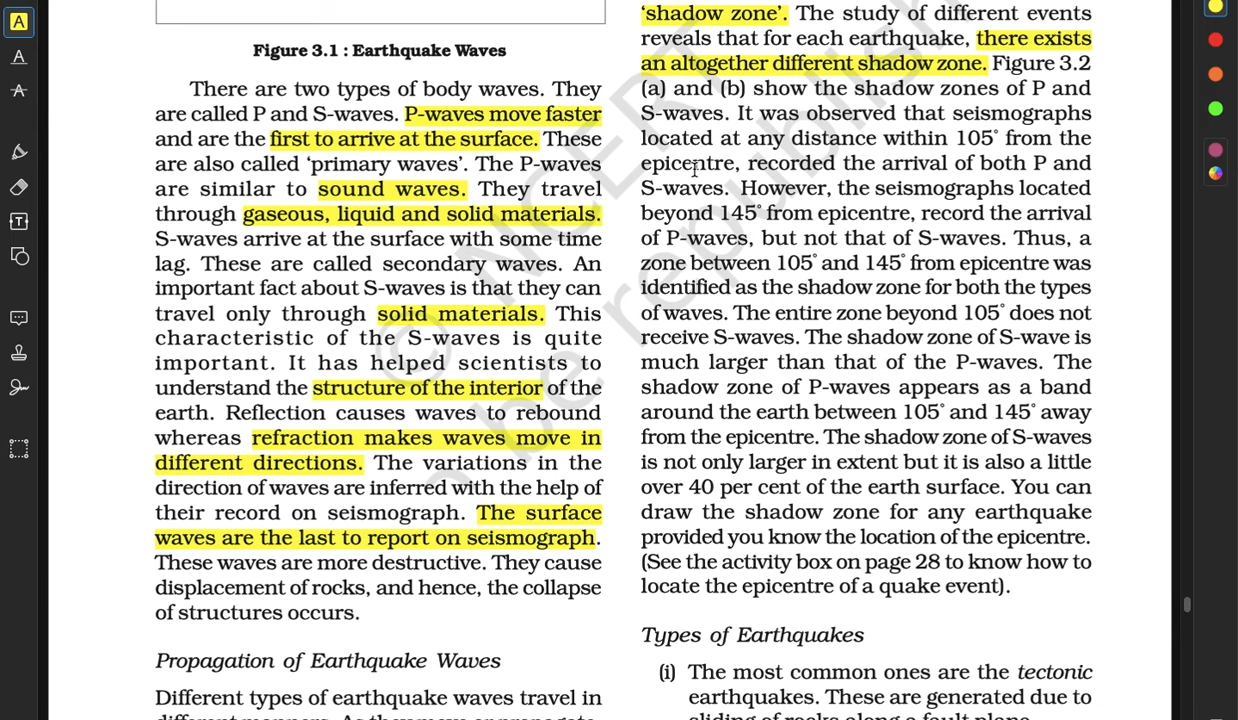 Figure 3.1 : Earthquake Waves
There are two types of body waves. They
are called P and S-waves. P-waves move faster
and are the first to arrive at the surface. These
are also called ‘primary waves’. The P-waves
are similar to sound waves. They travel
through gaseous, liquid and solid materials.
S-waves arrive at the surface with some time
lag. These are called secondary waves. An
important fact about S-waves is that they can
travel only through solid materials. This
characteristic of the S-waves is quite
important. It has helped scientists to
understand the structure of the interior of the
earth. Reflection causes waves to rebound
whereas refraction makes waves move in
different directions. The variations in the
direction of waves are inferred with the help of
their record on seismograph. The surface
waves are the last to report on seismograph.
These waves are more destructive. They cause
displacement of rocks, and hence, the collapse
of structures occurs.
Propagation of Earthquake Waves
Different types of earthquake waves travel in
different manners. As they move or propagate,
‘shadow zone’. The study of different events
reveals that for each earthquake, there exists
an altogether different shadow zone. Figure 3.2
(a) and (b) show the shadow zones of P and
S-waves. It was observed that seismographs
located at any distance within 105° from the
epicentre, recorded the arrival of both P and
S-waves. However, the seismographs located
beyond 145° from epicentre, record the arrival
of P-waves, but not that of S-waves. Thus, a
zone between 105° and 145° from epicentre was
identified as the shadow zone for both the types
of waves. The entire zone beyond 105° does not
receive S-waves. The shadow zone of S-wave is
much larger than that of the P-waves. The
shadow zone of P-waves appears as a band
around the earth between 105° and 145° away
from the epicentre. The shadow zone of S-waves
is not only larger in extent but it is also a little
over 40 per cent of the earth surface. You can
draw the shadow zone for any earthquake
provided you know the location of the epicentre.
(See the activity box on page 28 to know how to
locate the epicentre of a quake event).
Types of Earthquakes
(i) The most common ones are the tectonic
earthquakes. These are generated due to
sliding of rocks along a fault plane.
© NCERT
be republish